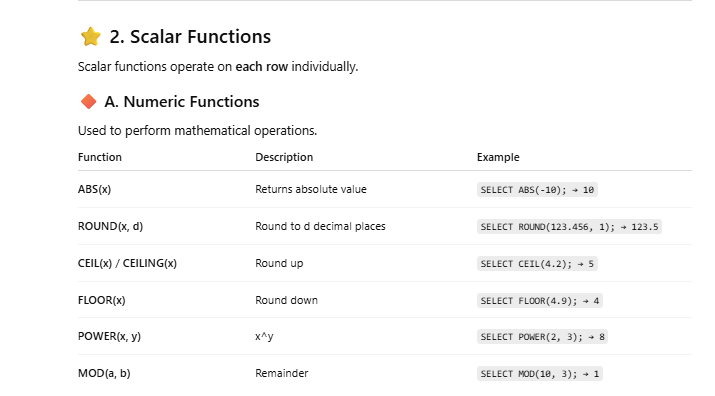 ⭐ 2. Scalar Functions
Scalar functions operate on each row individually.
♦ A. Numeric Functions
Used to perform mathematical operations.
Function Description Example
ABS(x) Returns absolute value SELECT ABS(-10); → 10
ROUND(x, d) Round to d decimal places SELECT ROUND(123.456, 1); → 123.5
CEIL(x) / CEILING(x) Round up SELECT CEIL(4.2); → 5
FLOOR(x) Round down SELECT FLOOR(4.9); → 4
POWER(x, y) x^y SELECT POWER(2, 3); → 8
MOD(a, b) Remainder SELECT MOD(10, 3); → 1